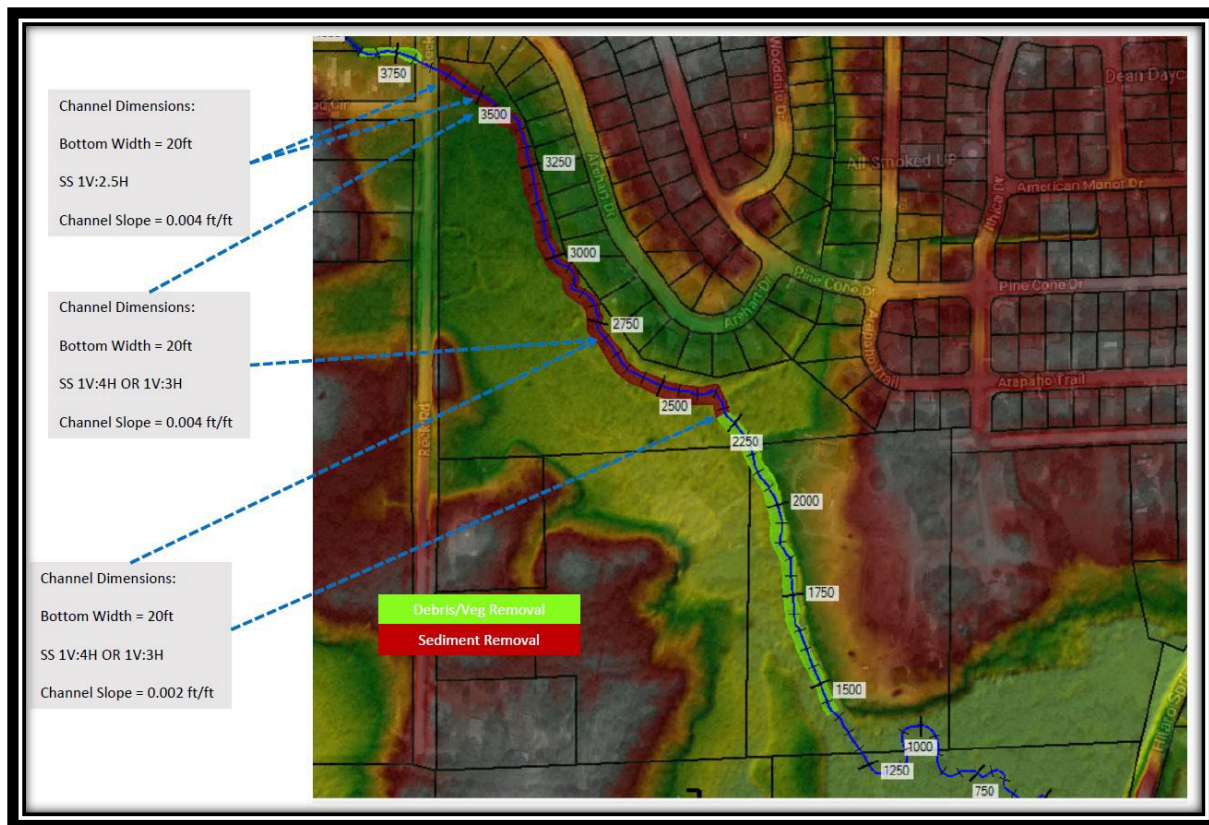 3750
Channel Dimensions:
Bottom Width = 20ft
SS 1V:2.5H
Channel Slope = 0.004 ft/ft
3500
3250
3000
2750
2500
2250
2000
1750
1500
1250
1000
750
Dean Dayc
All Smoked UP
American Manor Dr
Ithica Rd
Pine Cone Dr
Pine Cone Dr
Arapaho Trail
Arapaho Trail
Arehart Dr
Arehart Dr
Wooddale Dr
Channel Dimensions:
Bottom Width = 20ft
SS 1V:4H OR 1V:3H
Channel Slope = 0.004 ft/ft
Channel Dimensions:
Bottom Width = 20ft
SS 1V:4H OR 1V:3H
Channel Slope = 0.002 ft/ft
Debris/Veg Removal
Sediment Removal